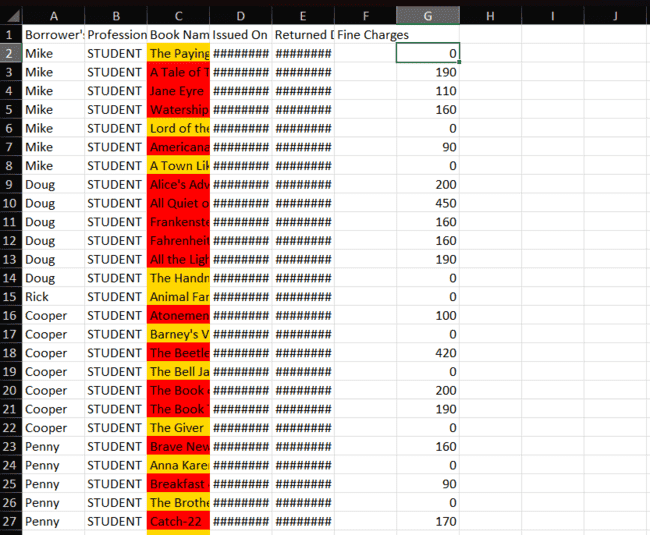 A B C D E F G H I J
1 Borrower's Profession Book Nam Issued On Returned D Fine Charges
2 Mike STUDENT The Paying ######## ######## 0
3 Mike STUDENT A Tale of T ######## ######## 190
4 Mike STUDENT Jane Eyre ######## ######## 110
5 Mike STUDENT Watership ######## ######## 160
6 Mike STUDENT Lord of the ######## ######## 0
7 Mike STUDENT Americana ######## ######## 90
8 Mike STUDENT A Town Lik ######## ######## 0
9 Doug STUDENT Alice's Adv ######## ######## 200
10 Doug STUDENT All Quiet o ######## ######## 450
11 Doug STUDENT Frankenste ######## ######## 160
12 Doug STUDENT Fahrenheit ######## ######## 160
13 Doug STUDENT All the Ligh ######## ######## 190
14 Doug STUDENT The Handm ######## ######## 0
15 Rick STUDENT Animal Far ######## ######## 0
16 Cooper STUDENT Atonemen ######## ######## 100
17 Cooper STUDENT Barney's V ######## ######## 0
18 Cooper STUDENT The Beetle ######## ######## 420
19 Cooper STUDENT The Bell Ja ######## ######## 0
20 Cooper STUDENT The Book ######## ######## 200
21 Cooper STUDENT The Book ######## ######## 190
22 Cooper STUDENT The Giver ######## ######## 0
23 Penny STUDENT Brave New ######## ######## 160
24 Penny STUDENT Anna Kare ######## ######## 0
25 Penny STUDENT Breakfast ######## ######## 90
26 Penny STUDENT The Brothe ######## ######## 0
27 Penny STUDENT Catch-22 ######## ######## 170